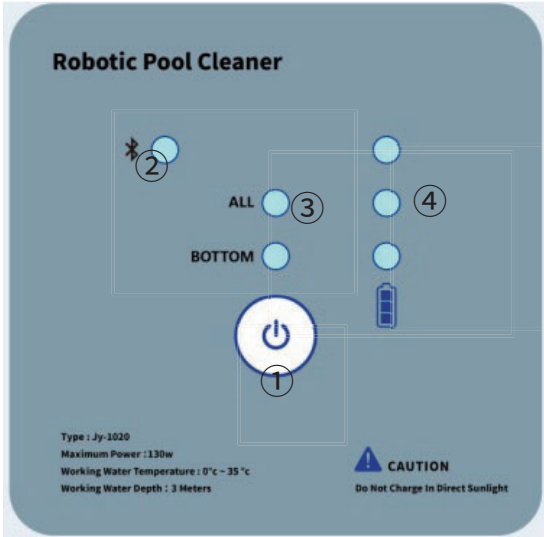 Robotic Pool Cleaner
②
ALL
③
④
BOTTOM
①
Type : Jy-1020
Maximum Power : 130w
Working Water Temperature : 0°c ~ 35 °c
Working Water Depth : 3 Meters
CAUTION
Do Not Charge In Direct Sunlight